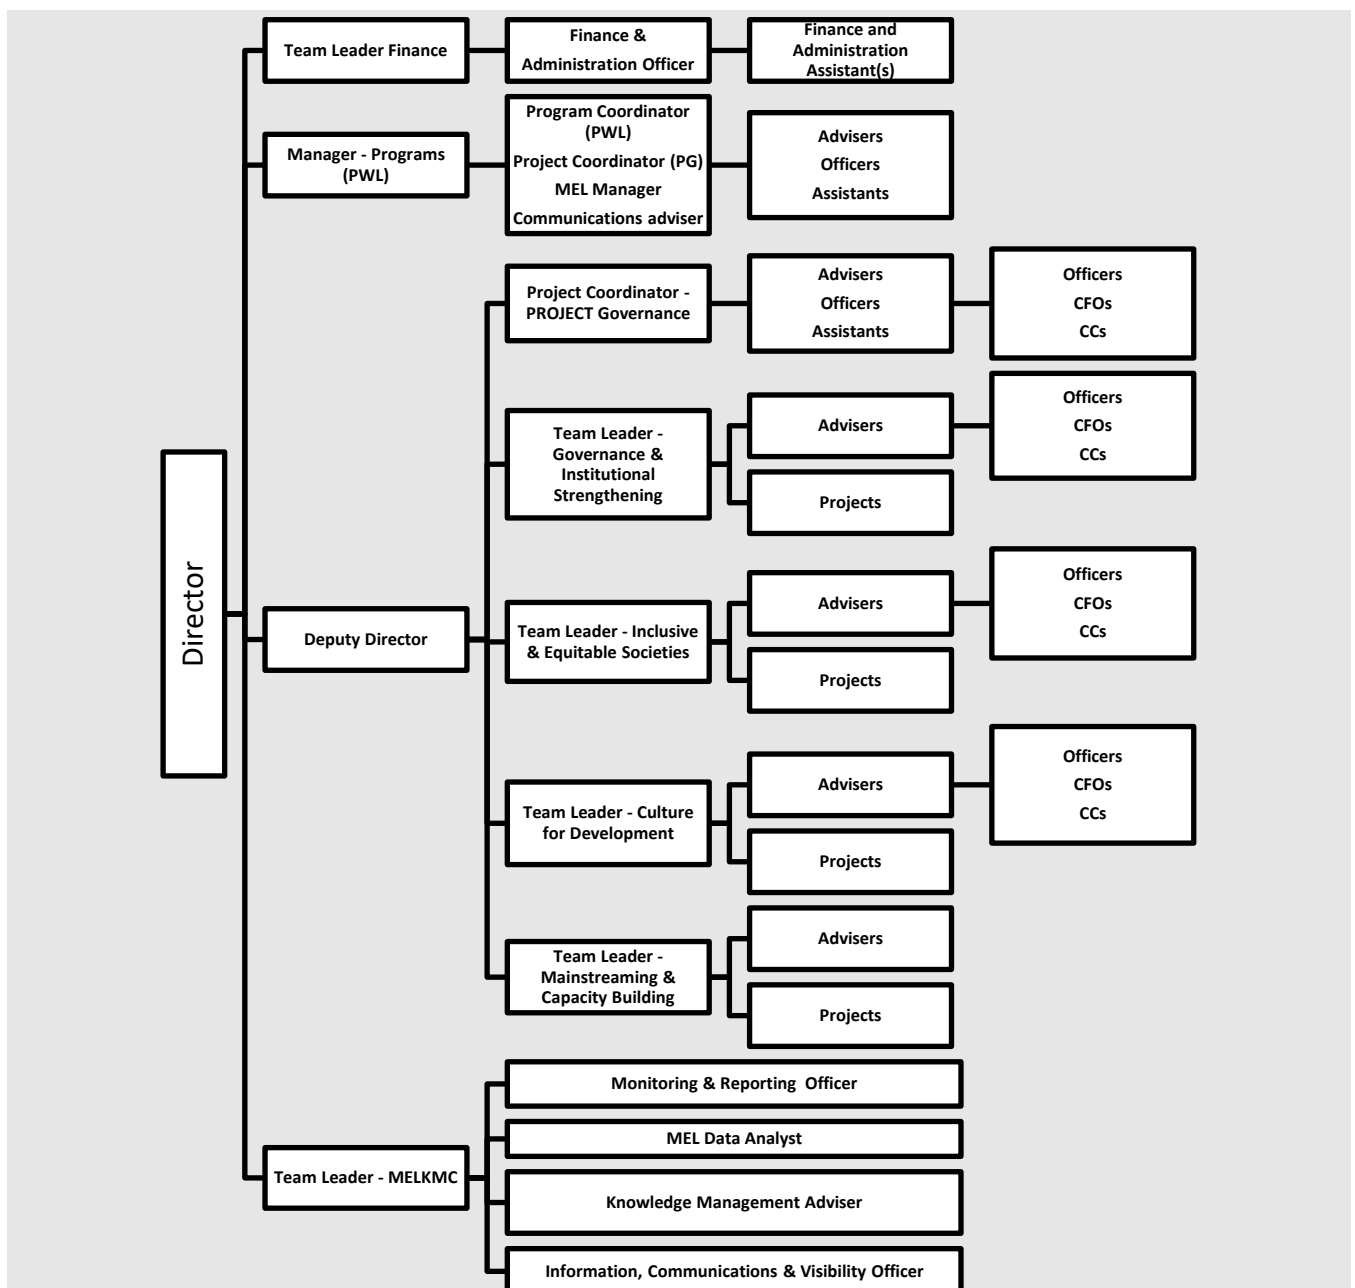 Director
Team Leader Finance
Finance &
Administration Officer
Finance and
Administration
Assistant(s)
Manager - Programs
(PWL)
Program Coordinator
(PWL)
Project Coordinator (PG)
MEL Manager
Communications adviser
Advisers
Officers
Assistants
Deputy Director
Project Coordinator -
PROJECT Governance
Advisers
Officers
Assistants
Officers
CFOs
CCs
Team Leader -
Governance &
Institutional
Strengthening
Advisers
Officers
CFOs
CCs
Projects
Team Leader - Inclusive
& Equitable Societies
Advisers
Officers
CFOs
CCs
Projects
Team Leader - Culture
for Development
Advisers
Officers
CFOs
CCs
Projects
Team Leader -
Mainstreaming &
Capacity Building
Advisers
Projects
Team Leader - MELKMC
Monitoring & Reporting Officer
MEL Data Analyst
Knowledge Management Adviser
Information, Communications & Visibility Officer